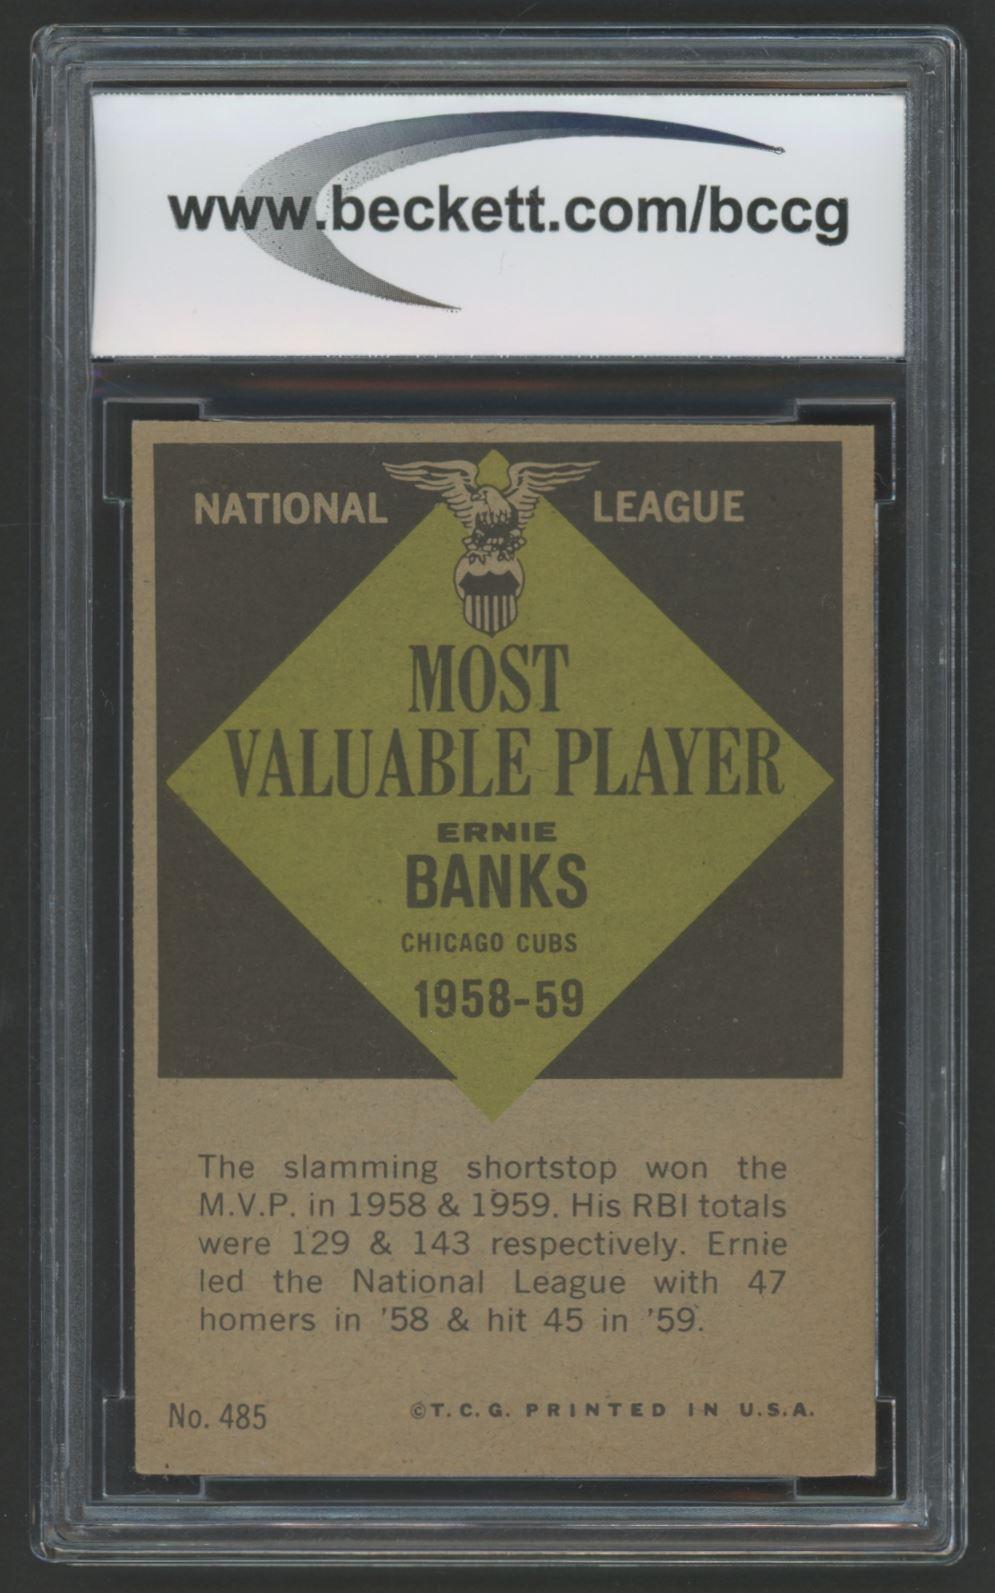 www.beckett.com/bccg
NATIONAL LEAGUE
MOST
VALUABLE PLAYER
ERNIE
BANKS
CHICAGO CUBS
1958-59
The slamming shortstop won the
M.V.P. in 1958 & 1959. His RBI totals
were 129 & 143 respectively. Ernie
led the National League with 47
homers in '58 & hit 45 in '59.
No. 485 ©T.C.G. PRINTED IN U.S.A.